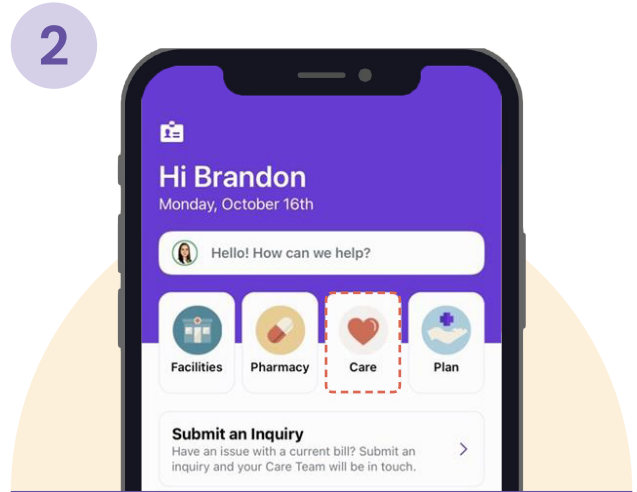 2
Hi Brandon
Monday, October 16th
Hello! How can we help?
Facilities
Pharmacy
Care
Plan
Submit an Inquiry
Have an issue with a current bill? Submit an
inquiry and your Care Team will be in touch.